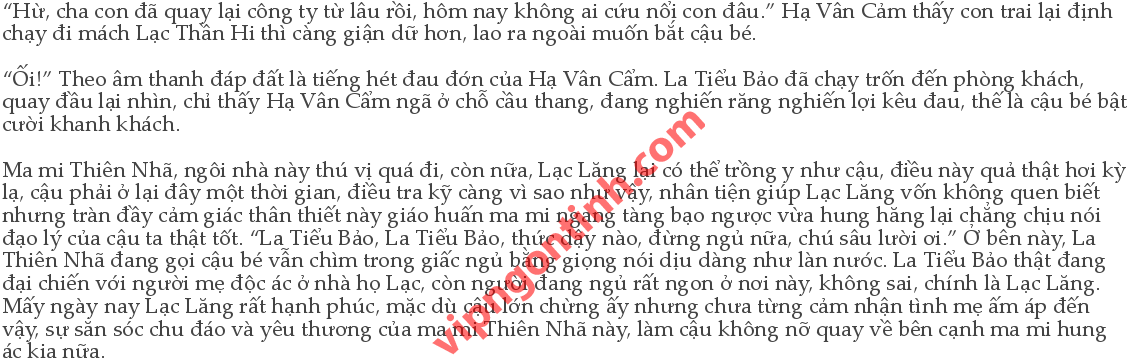 “Hừ, cha con đã quay lại công ty từ lâu rồi, hôm nay không ai cứu nổi con đâu.” Hạ Vân Cẩm thấy con trai lại định
chạy đi mách Lạc Thần Hi thì càng giận dữ hơn, lao ra ngoài muốn bắt cậu bé.
“Ối!” Theo âm thanh đáp đất là tiếng hét đau đớn của Hạ Vân Cẩm. La Tiểu Bảo đã chạy trốn đến phòng khách,
quay đầu lại nhìn, chỉ thấy Hạ Vân Cẩm ngã ở chỗ cầu thang, đang nghiến răng nghiến lợi kêu đau, thế là cậu bé bật
cười khanh khách.
Ma mi Thiên Nhã, ngôi nhà này thú vị quá đi, còn nữa, Lạc Lăng lại có thể trồng y như cậu, điều này quả thật hơi kỳ
lạ, cậu phải ở lại đây một thời gian, điều tra kỹ càng vì sao như vậy, nhân tiện giúp Lạc Lăng vốn không quen biết
nhưng tràn đầy cảm giác thân thiết này giáo huấn ma mi ngang tàng bạo ngược vừa hung hăng lại chẳng chịu nói
đạo lý của cậu ta thật tốt. “La Tiểu Bảo, La Tiểu Bảo, thức dậy nào, đừng ngủ nữa, chú sâu lười ơi.” Ở bên này, La
Thiên Nhã đang gọi cậu bé vẫn chìm trong giấc ngủ bằng giọng nói dịu dàng như làn nước. La Tiểu Bảo thật đang
đại chiến với người mẹ độc ác ở nhà họ Lạc, còn người đang ngủ rất ngon ở nơi này, không sai, chính là Lạc Lăng.
Mấy ngày nay Lạc Lăng rất hạnh phúc, mặc dù cậu lớn chừng ấy nhưng chưa từng cảm nhận tình mẹ ấm áp đến
vậy, sự săn sóc chu đáo và yêu thương của ma mi Thiên Nhã này, làm cậu không nỡ quay về bên cạnh ma mi hung
ác kia nữa.
vipngontinh.com